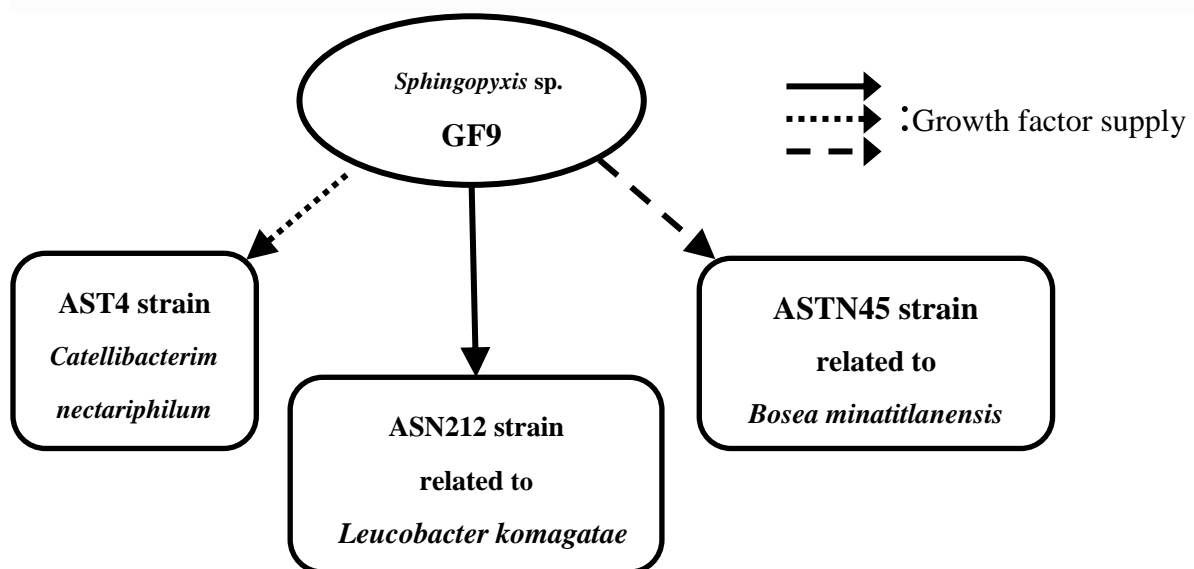 Sphingopyxis sp.
GF9
:Growth factor supply
AST4 strain
Catellibacterim
nectariphilum
ASN212 strain
related to
Leucobacter komagatae
ASTN45 strain
related to
Bosea minatitlanensis